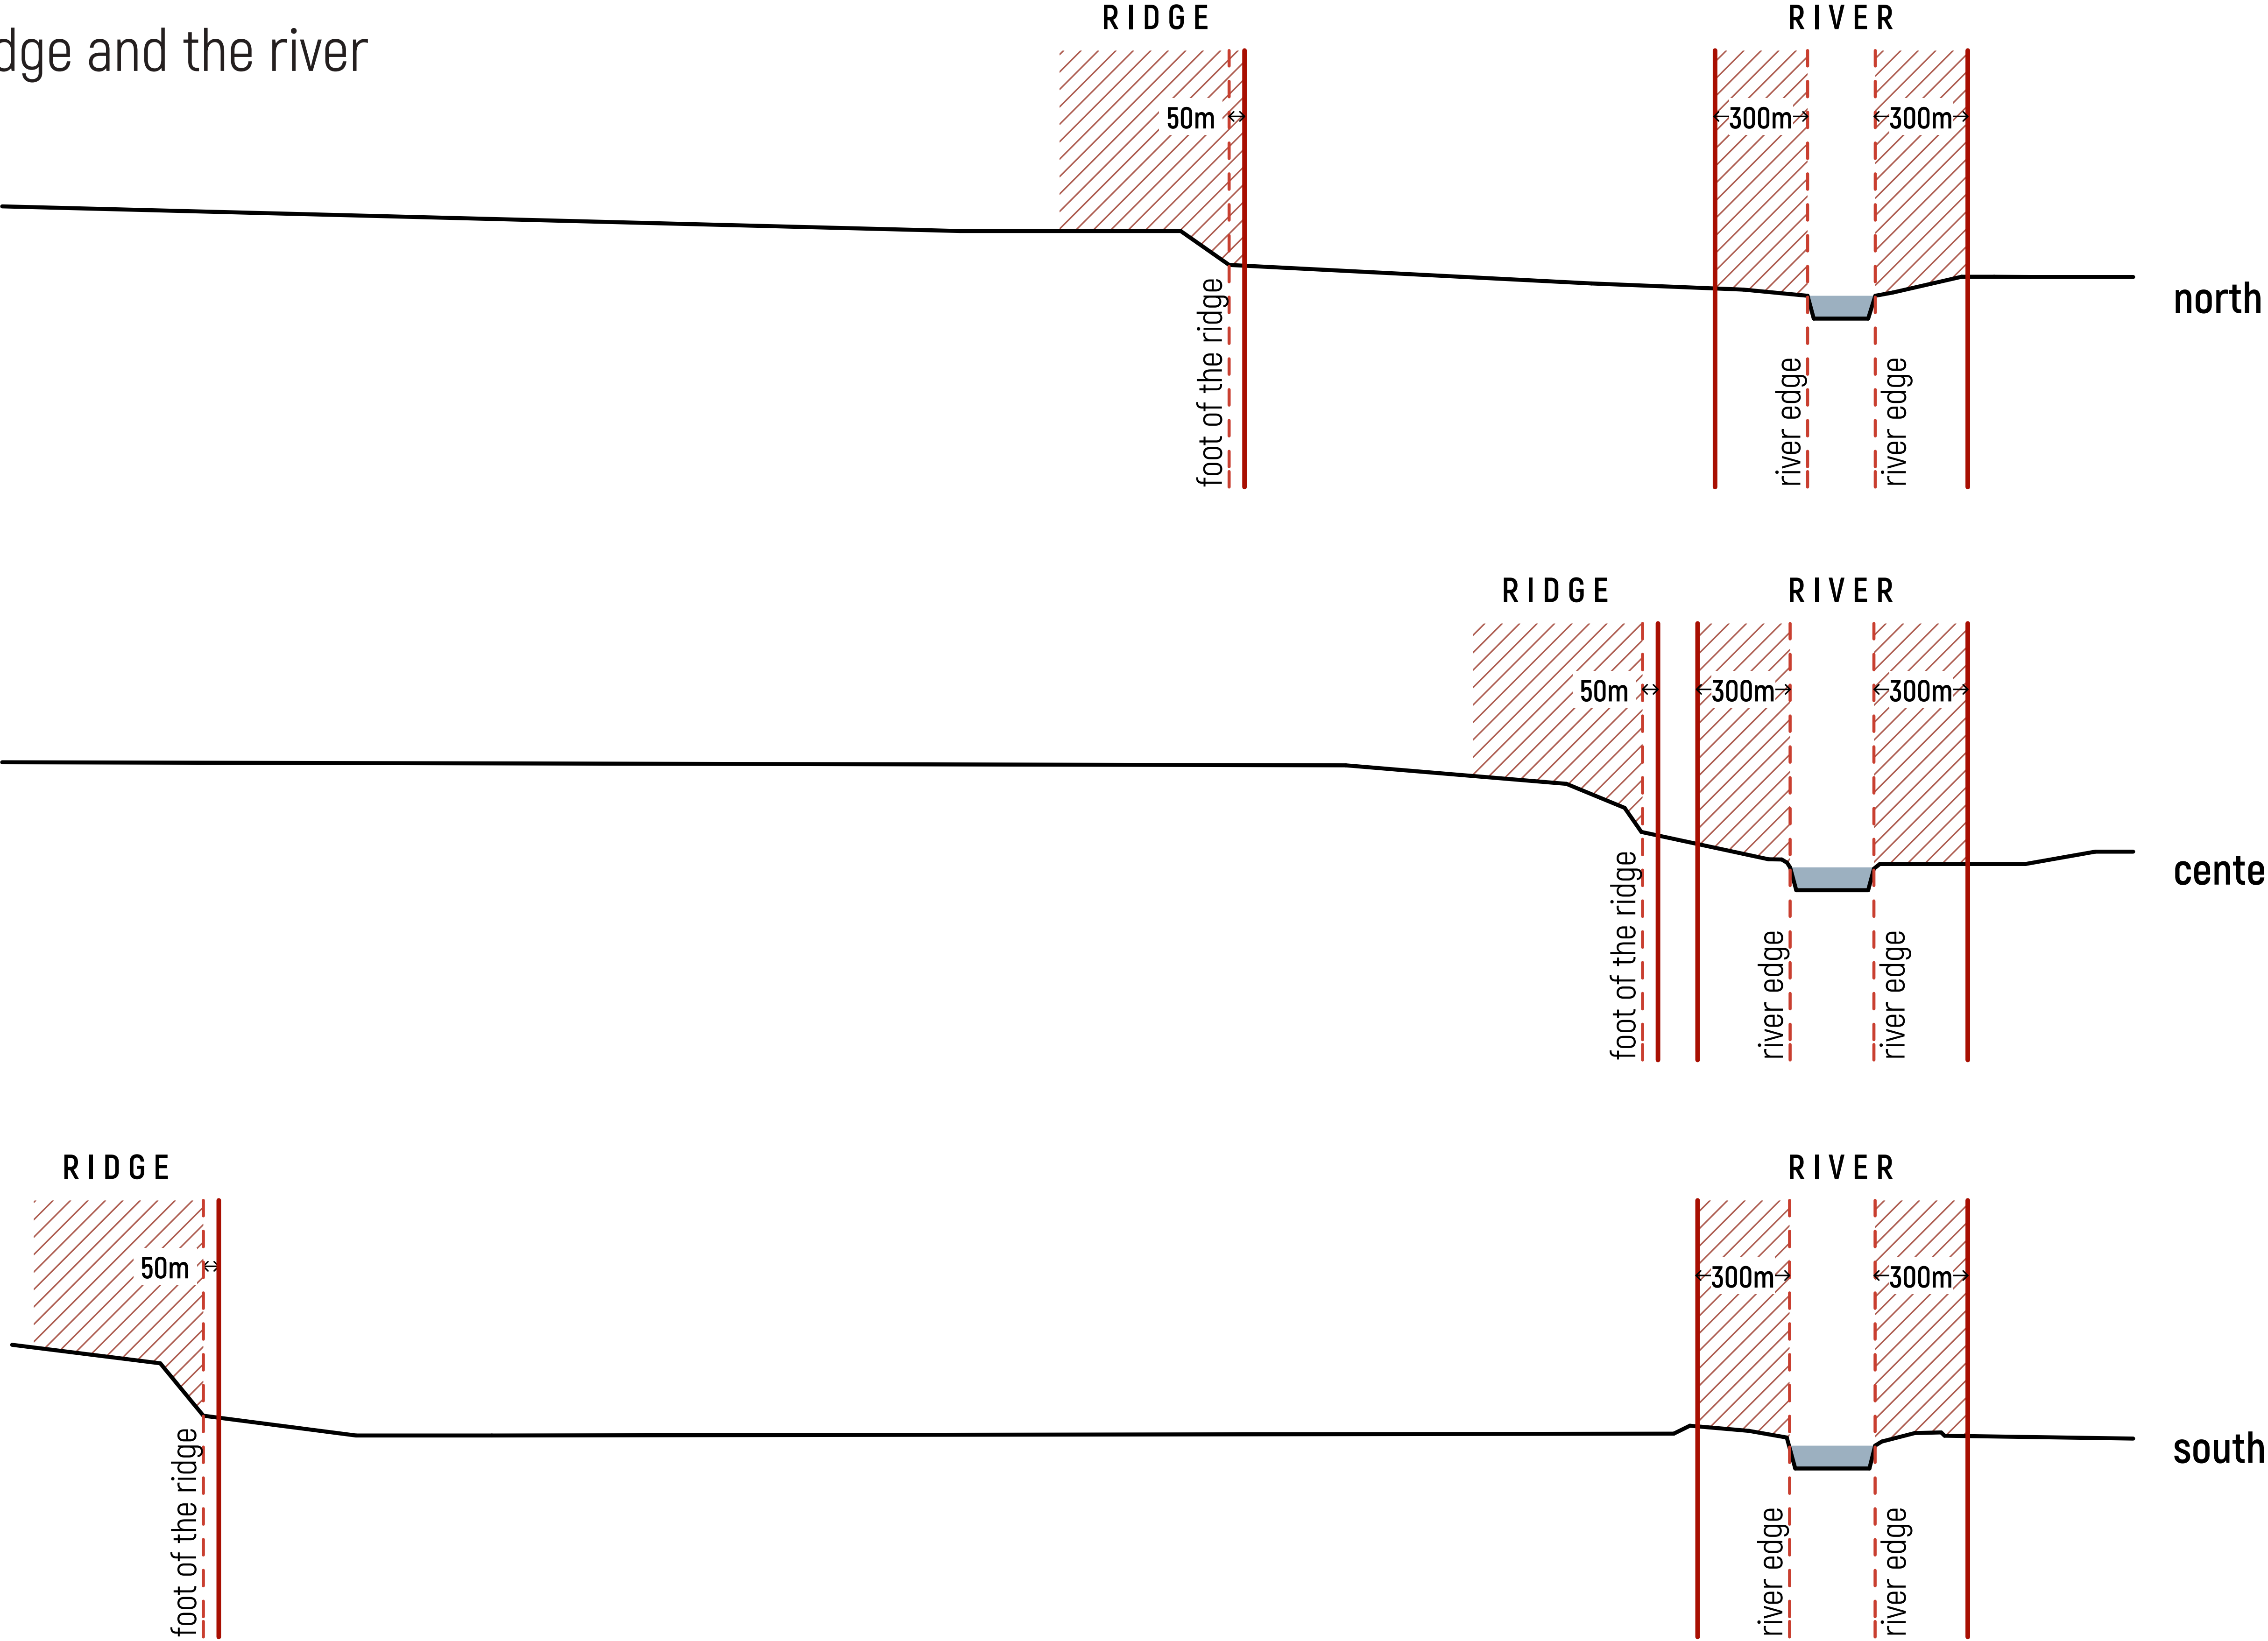 dge and the river
RIDGE
RIVER
50m
300m
300m
foot of the ridge
river edge
river edge
north
RIDGE
RIVER
50m
300m
300m
foot of the ridge
river edge
river edge
cente
RIDGE
RIVER
50m
300m
300m
foot of the ridge
river edge
river edge
south